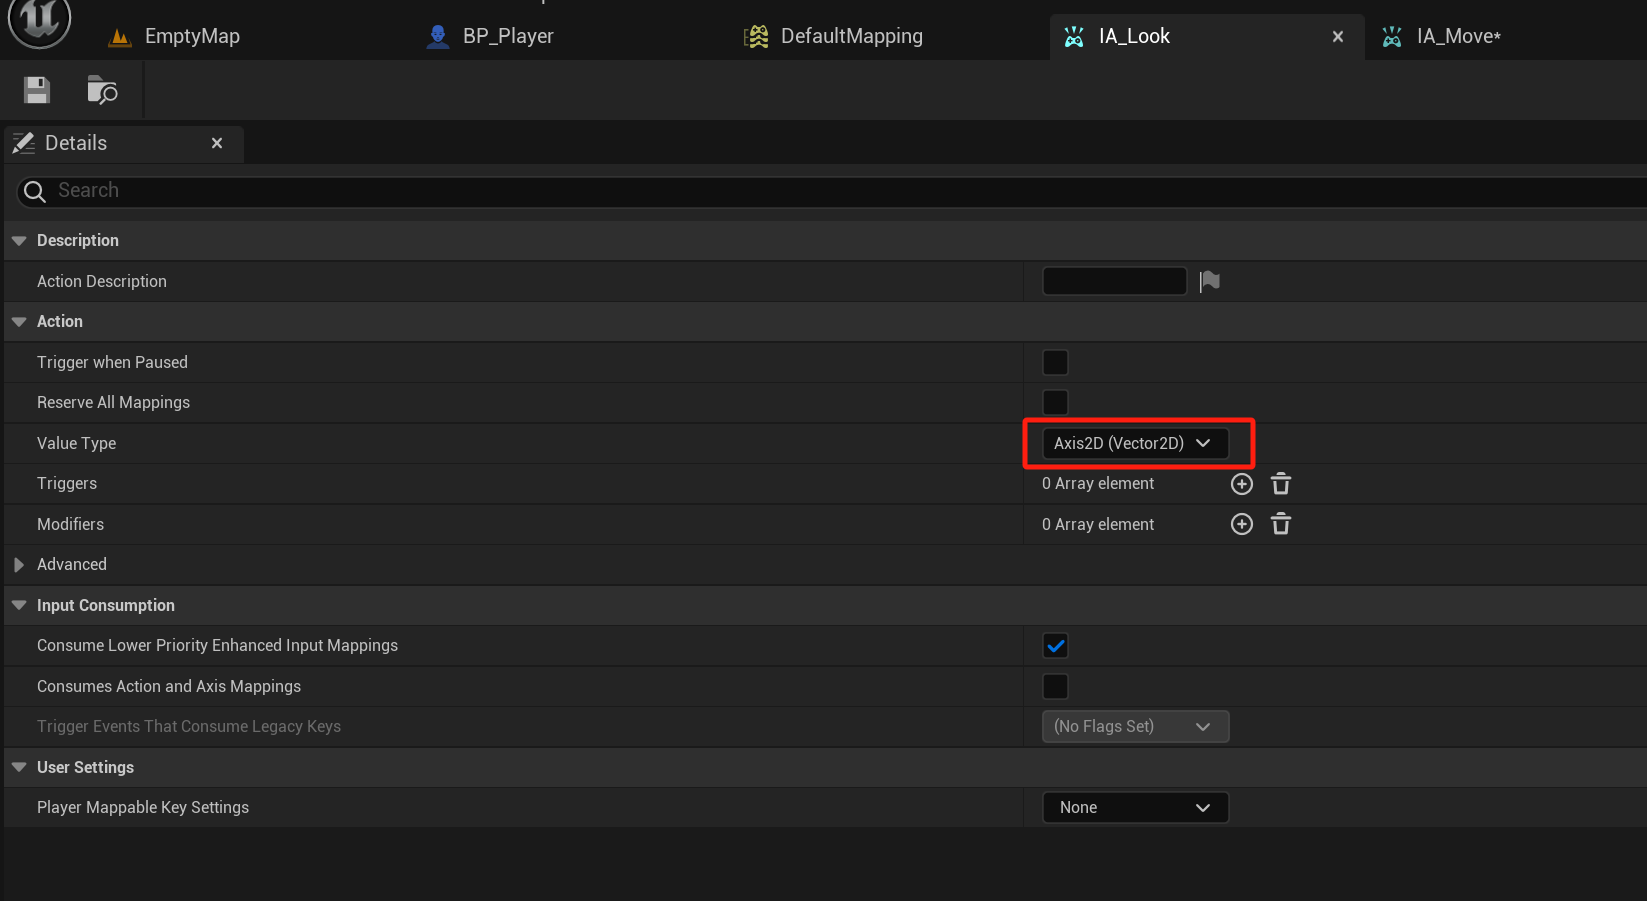 EmptyMap
BP_Player
DefaultMapping
IA_Look
IA_Move*
Details
Search
Description
Action Description
Action
Trigger when Paused
Reserve All Mappings
Value Type
Axis2D (Vector2D)
Triggers
0 Array element
Modifiers
0 Array element
Advanced
Input Consumption
Consume Lower Priority Enhanced Input Mappings
Consumes Action and Axis Mappings
Trigger Events That Consume Legacy Keys
(No Flags Set)
User Settings
Player Mappable Key Settings
None